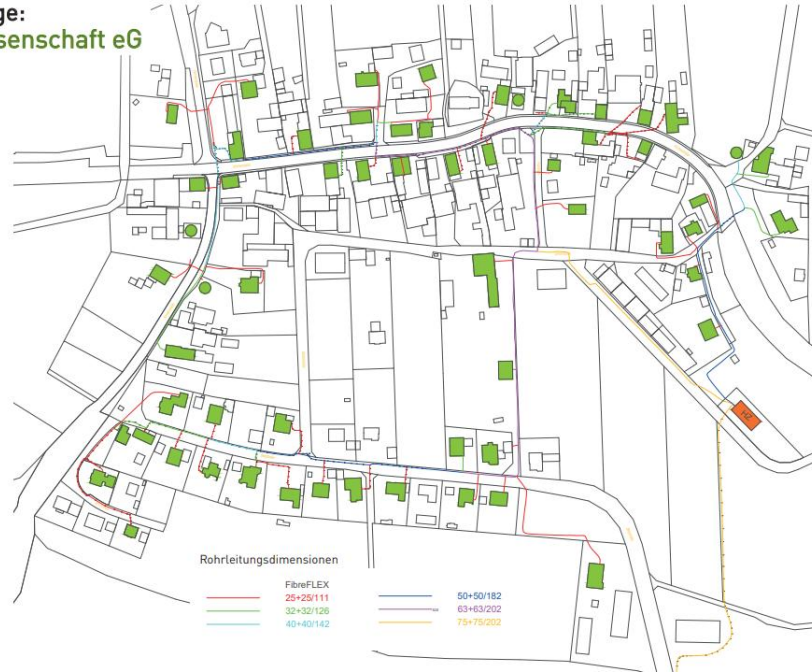 ge:
senschaft eG
HZ
Rohrleitungsdimensionen
FibreFLEX
25+25/111
32+32/126
40+40/142
50+50/182
63+63/202
75+75/202